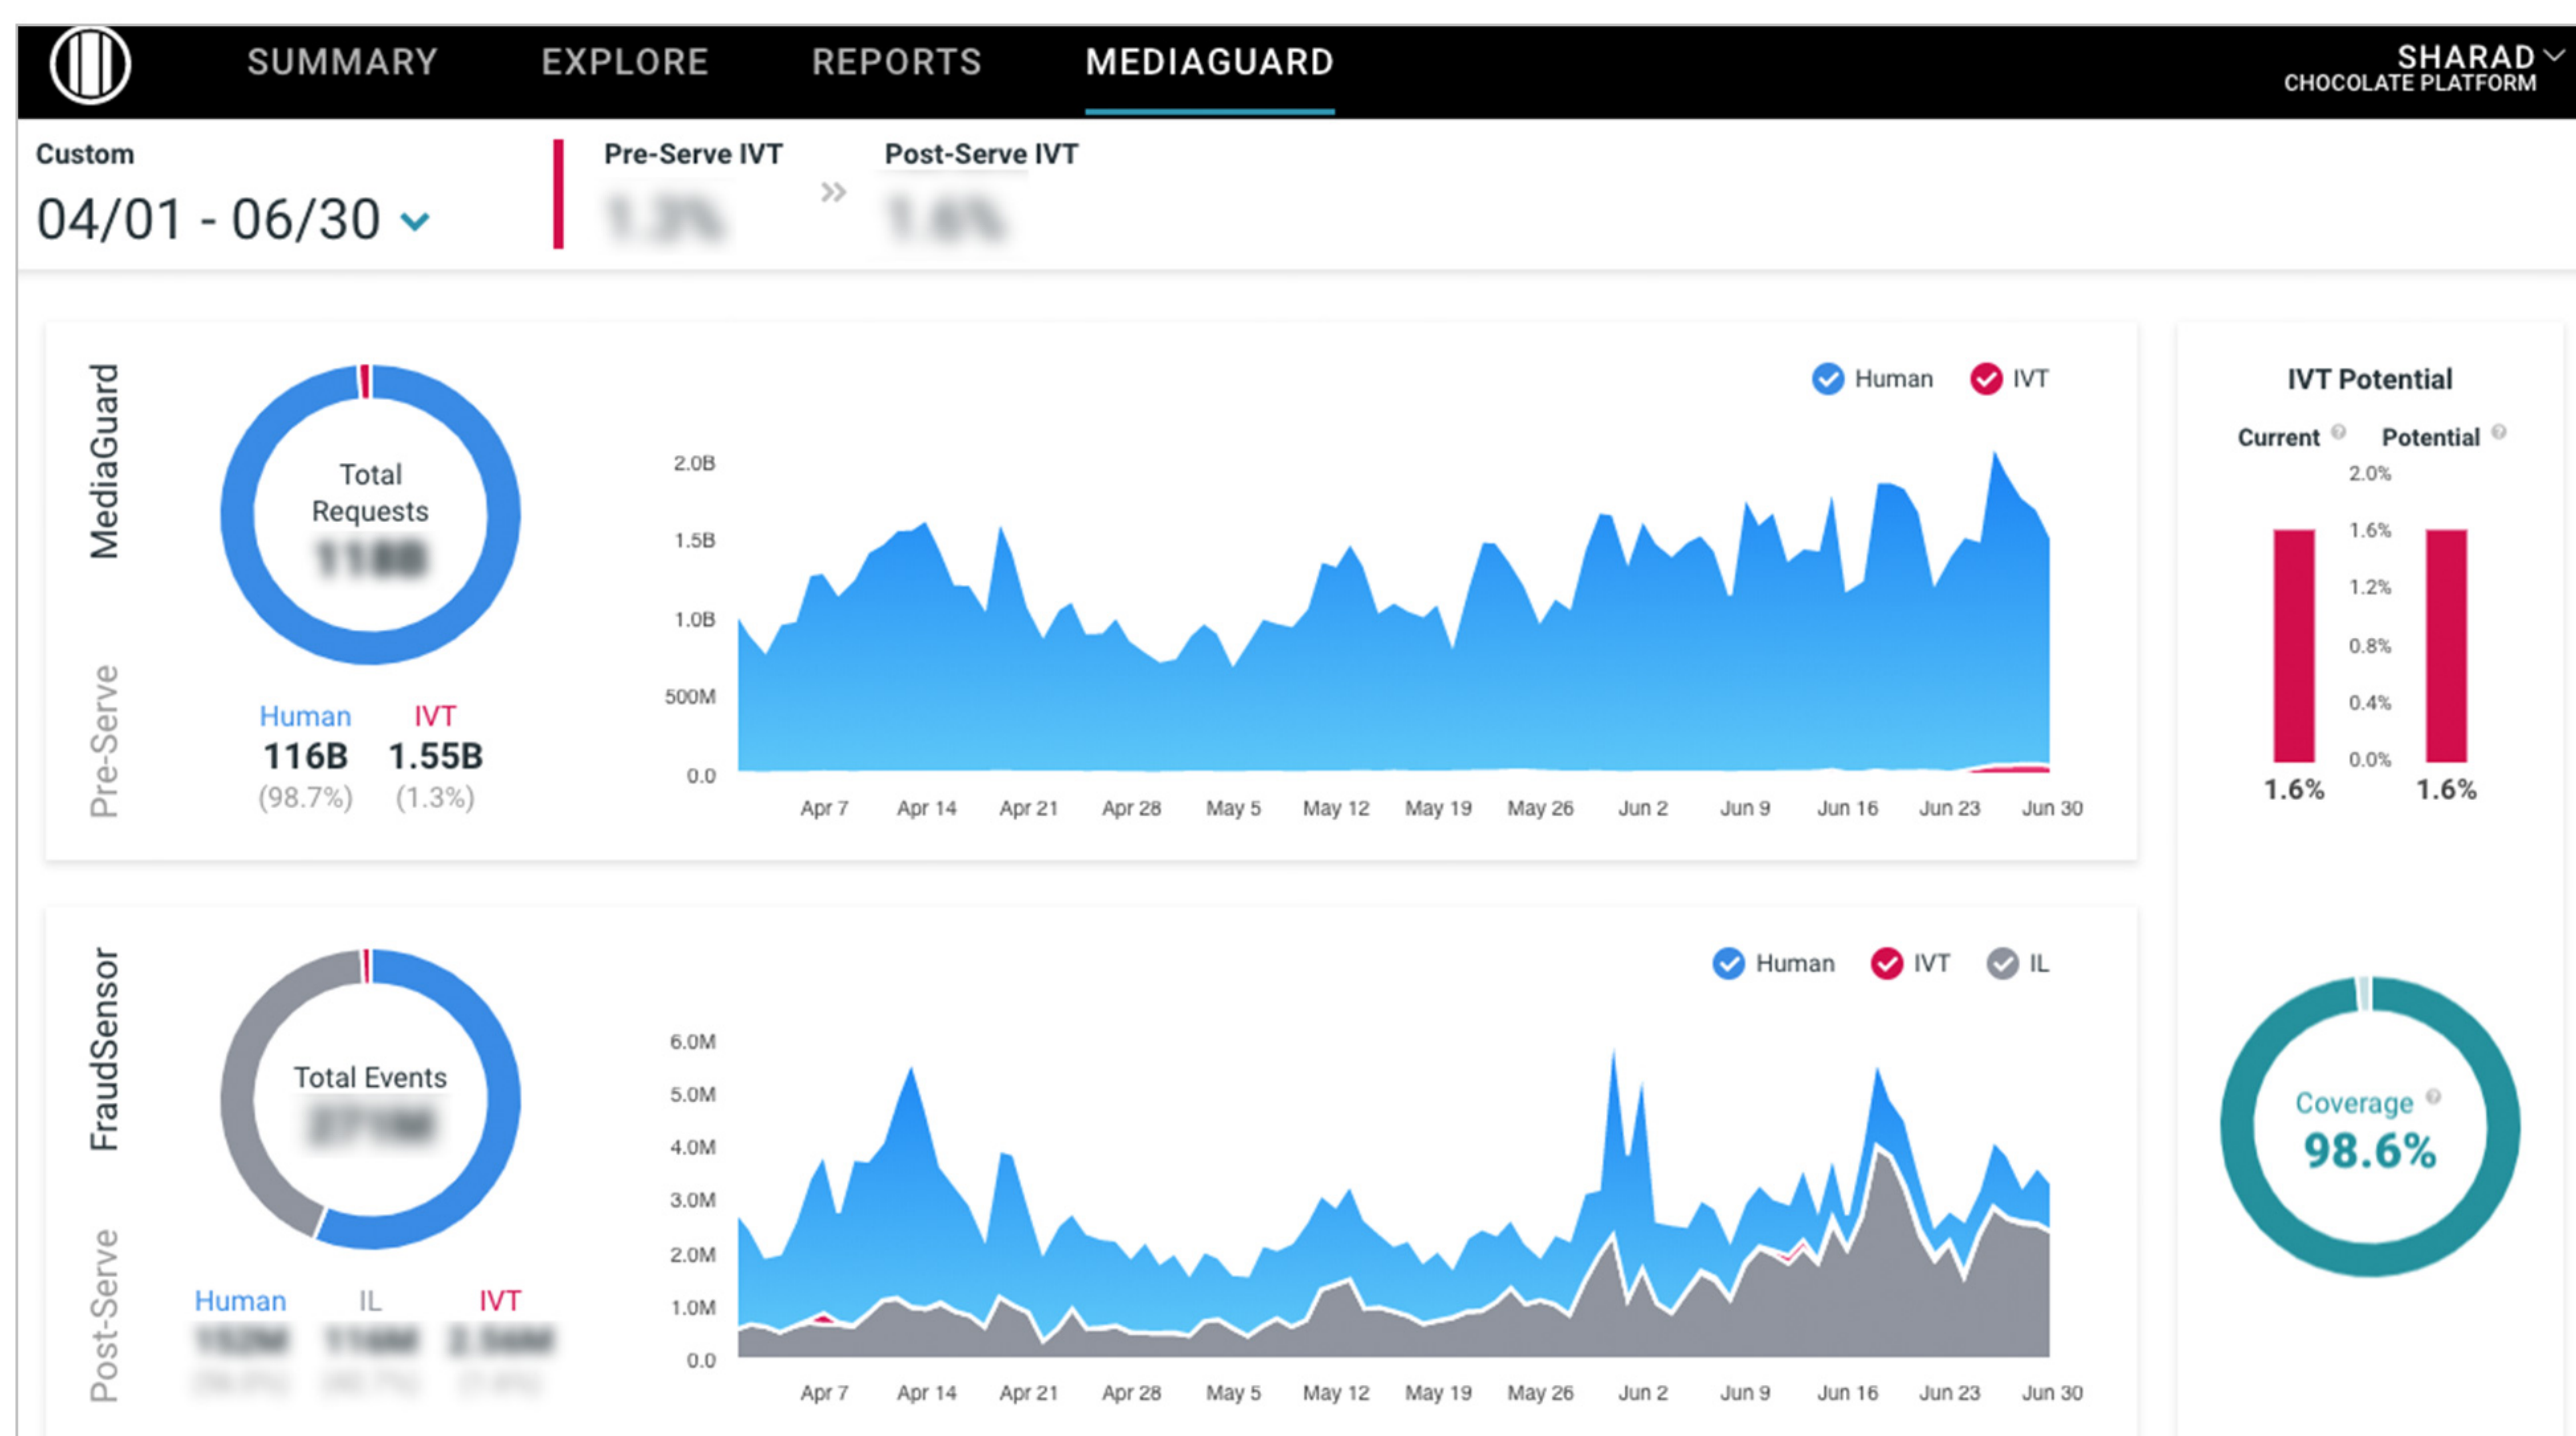 SUMMARY EXPLORE REPORTS MEDIAGUARD
SHARAD
CHOCOLATE PLATFORM
Custom
04/01 - 06/30
Pre-Serve IVT
Post-Serve IVT
MediaGuard
Pre-Serve
Total
Requests
Human IVT
116B 1.55B
(98.7%) (1.3%)
Human IVT
2.0B
1.5B
1.0B
500M
0.0
Apr 7 Apr 14 Apr 21 Apr 28 May 5 May 12 May 19 May 26 Jun 2 Jun 9 Jun 16 Jun 23 Jun 30
IVT Potential
Current Potential
2.0%
1.6%
1.2%
0.8%
0.4%
0.0%
1.6% 1.6%
FraudSensor
Post-Serve
Total Events
Human IL IVT
Human IVT IL
6.0M
5.0M
4.0M
3.0M
2.0M
1.0M
0.0
Apr 7 Apr 14 Apr 21 Apr 28 May 5 May 12 May 19 May 26 Jun 2 Jun 9 Jun 16 Jun 23 Jun 30
Coverage
98.6%